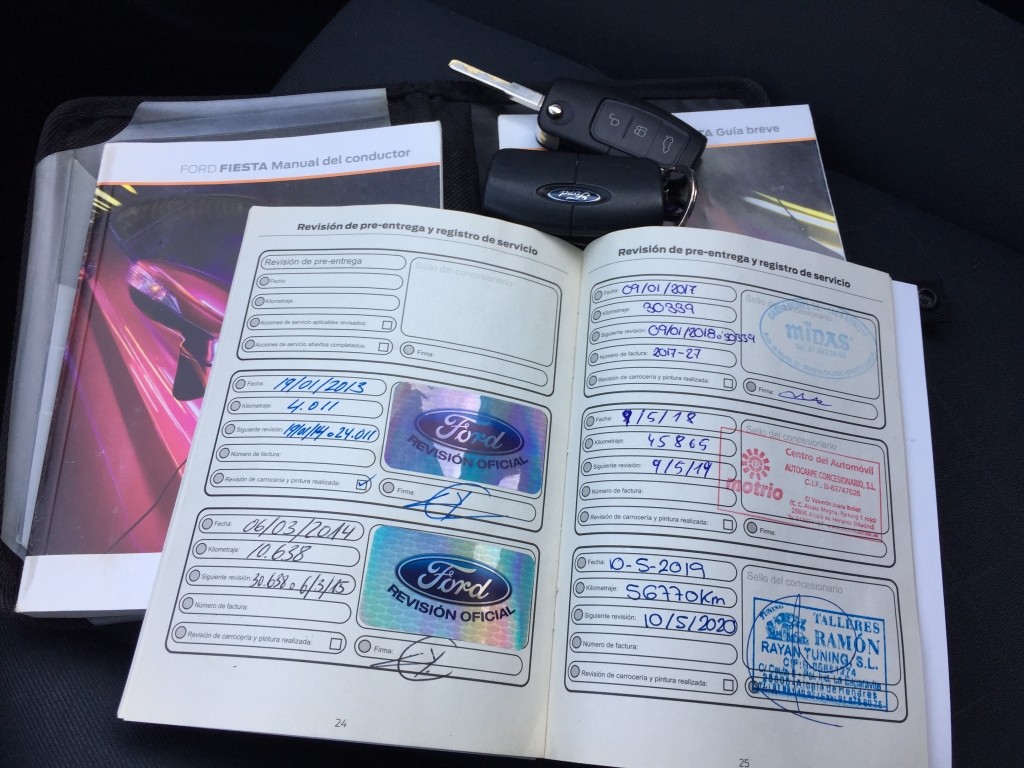 FORD FIESTA Manual del conductor
Guía breve
Ford
Revisión de pre-entrega y registro de servicio
Revisión de pre-entrega
Fecha:
Kilometraje:
Acciones de servicio aplicables revisados:
Acciones de servicio abiertos completados:
Sello del concesionario
Firma:
Fecha: 19/01/2013
Kilometraje: 4.011
Siguiente revisión: 19/01/14 o 24.011
Número de factura:
Revisión de carrocería y pintura realizada:
Ford
REVISIÓN OFICIAL
Firma:
Fecha: 06/03/2014
Kilometraje: 10.638
Siguiente revisión: 30.638 o 6/3/15
Número de factura:
Revisión de carrocería y pintura realizada:
Ford
REVISIÓN OFICIAL
Firma:
24
Revisión de pre-entrega y registro de servicio
Fecha: 09/01/2017
Kilometraje: 30339
Siguiente revisión: 09/01/2018 o
Número de factura: 2017-27
Revisión de carrocería y pintura realizada:
Sello del
MIDAS
Firma:
Fecha: 9/5/18
Kilometraje: 45865
Siguiente revisión: 9/5/19
Número de factura:
Revisión de carrocería y pintura realizada:
Sello del concesionario
motrio
Centro del Automóvil
AUTOCARPE CONCESIONARIO, S.L.
C.I.F.: B-83747626
Firma:
Fecha: 10-5-2019
Kilometraje: 56770Km
Siguiente revisión: 10/5/2020
Número de factura:
Revisión de carrocería y pintura realizada:
Sello del concesionario
TUNING
TALLERES
RAMÓN
RAYAN TUNING, S.L.
25